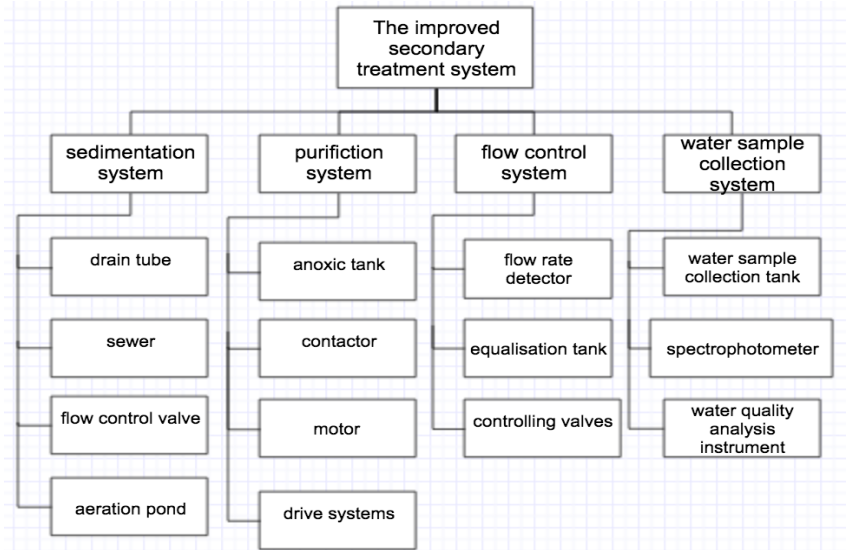 The improved
secondary
treatment system
sedimentation
system
purifiction
system
flow control
system
water sample
collection
system
drain tube
anoxic tank
flow rate
detector
water sample
collection tank
sewer
contactor
equalisation tank
spectrophotometer
flow control valve
motor
controlling valves
water quality
analysis
instrument
aeration pond
drive systems